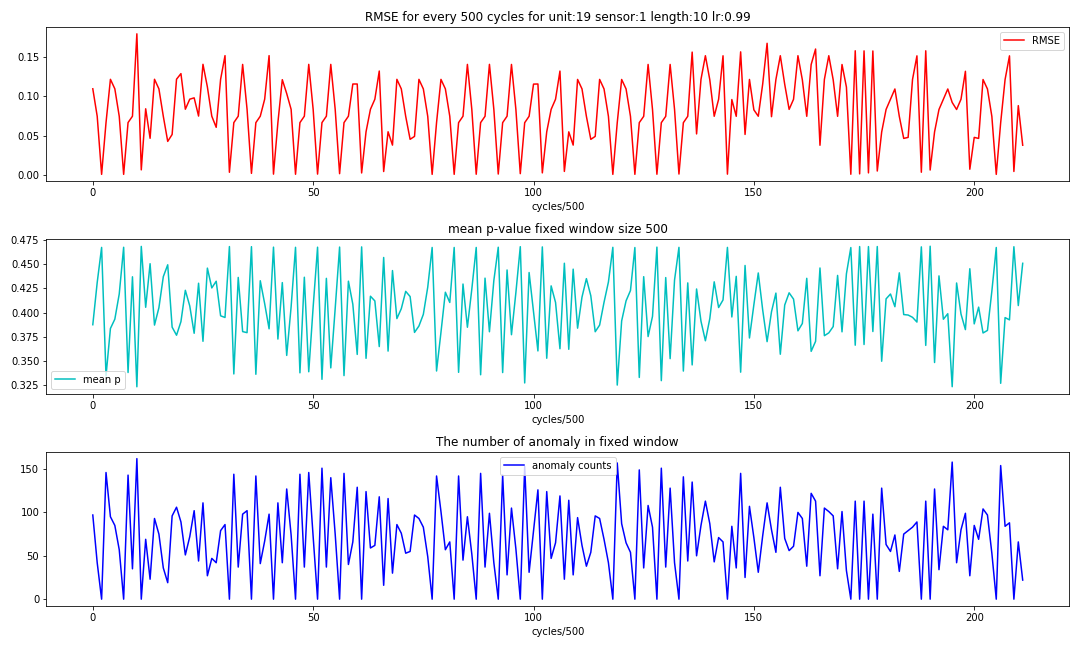 RMSE for every 500 cycles for unit:19 sensor:1 length:10 lr:0.99
RMSE
0.15
0.10
0.05
0.00
0 50 100 150 200
cycles/500
mean p-value fixed window size 500
0.475
0.450
0.425
0.400
0.375
0.350
0.325
mean p
0 50 100 150 200
cycles/500
The number of anomaly in fixed window
anomaly counts
150
100
50
0
0 50 100 150 200
cycles/500